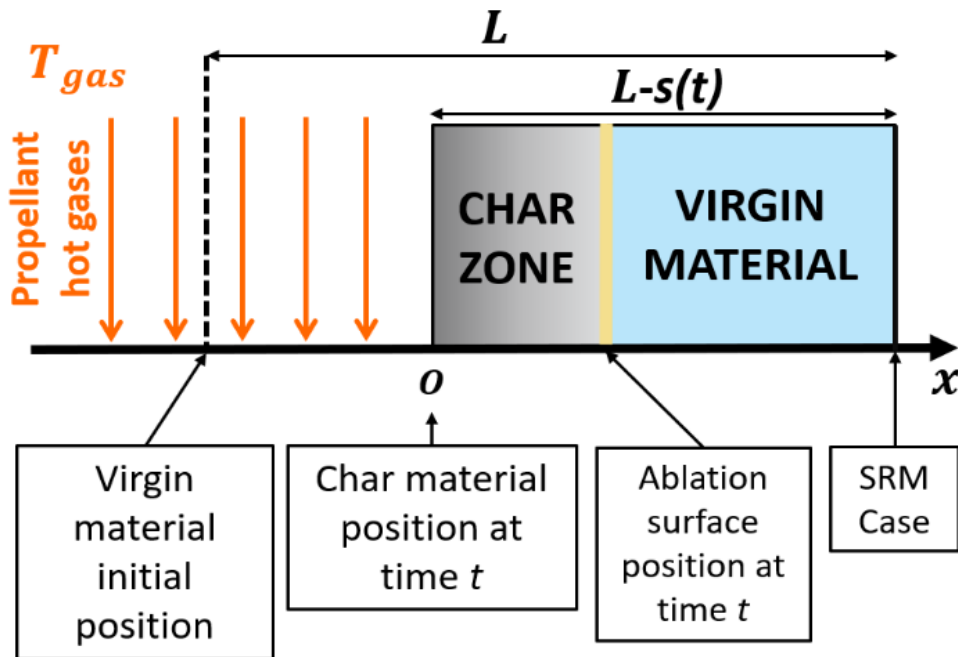 L
T_gas
L-s(t)
Propellant
hot gases
CHAR
ZONE
VIRGIN
MATERIAL
O
x
Virgin
material
initial
position
Char material
position at
time t
Ablation
surface
position at
time t
SRM
Case